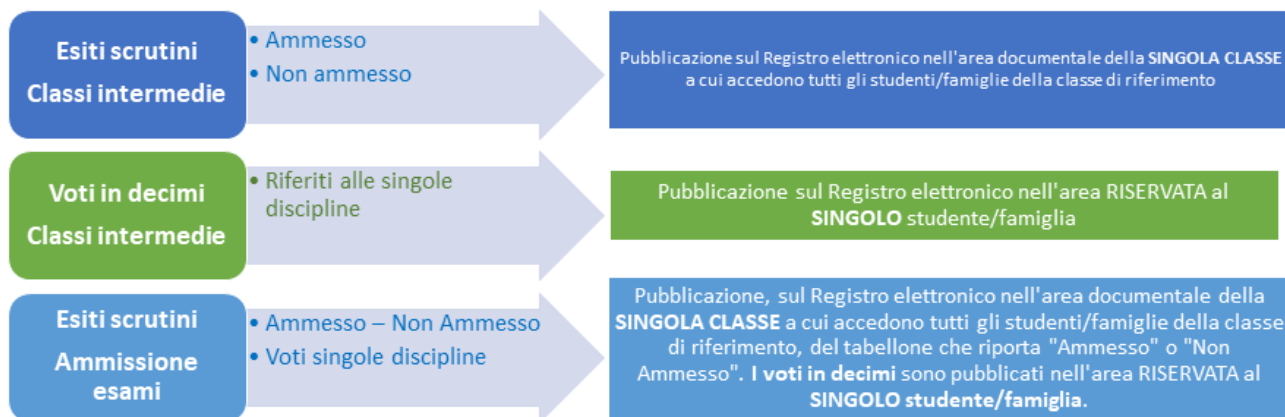 Esiti scrutini
Classi intermedie
• Ammesso
• Non ammesso
Pubblicazione sul Registro elettronico nell'area documentale della SINGOLA CLASSE
a cui accedono tutti gli studenti/famiglie della classe di riferimento
Voti in decimi
Classi intermedie
• Riferiti alle singole
discipline
Pubblicazione sul Registro elettronico nell'area RISERVATA al
SINGOLO studente/famiglia
Esiti scrutini
Ammissione
esami
• Ammesso – Non Ammesso
• Voti singole discipline
Pubblicazione, sul Registro elettronico nell'area documentale della
SINGOLA CLASSE a cui accedono tutti gli studenti/famiglie della classe
di riferimento, del tabellone che riporta "Ammesso" o "Non
Ammesso". I voti in decimi sono pubblicati nell'area RISERVATA al
SINGOLO studente/famiglia.